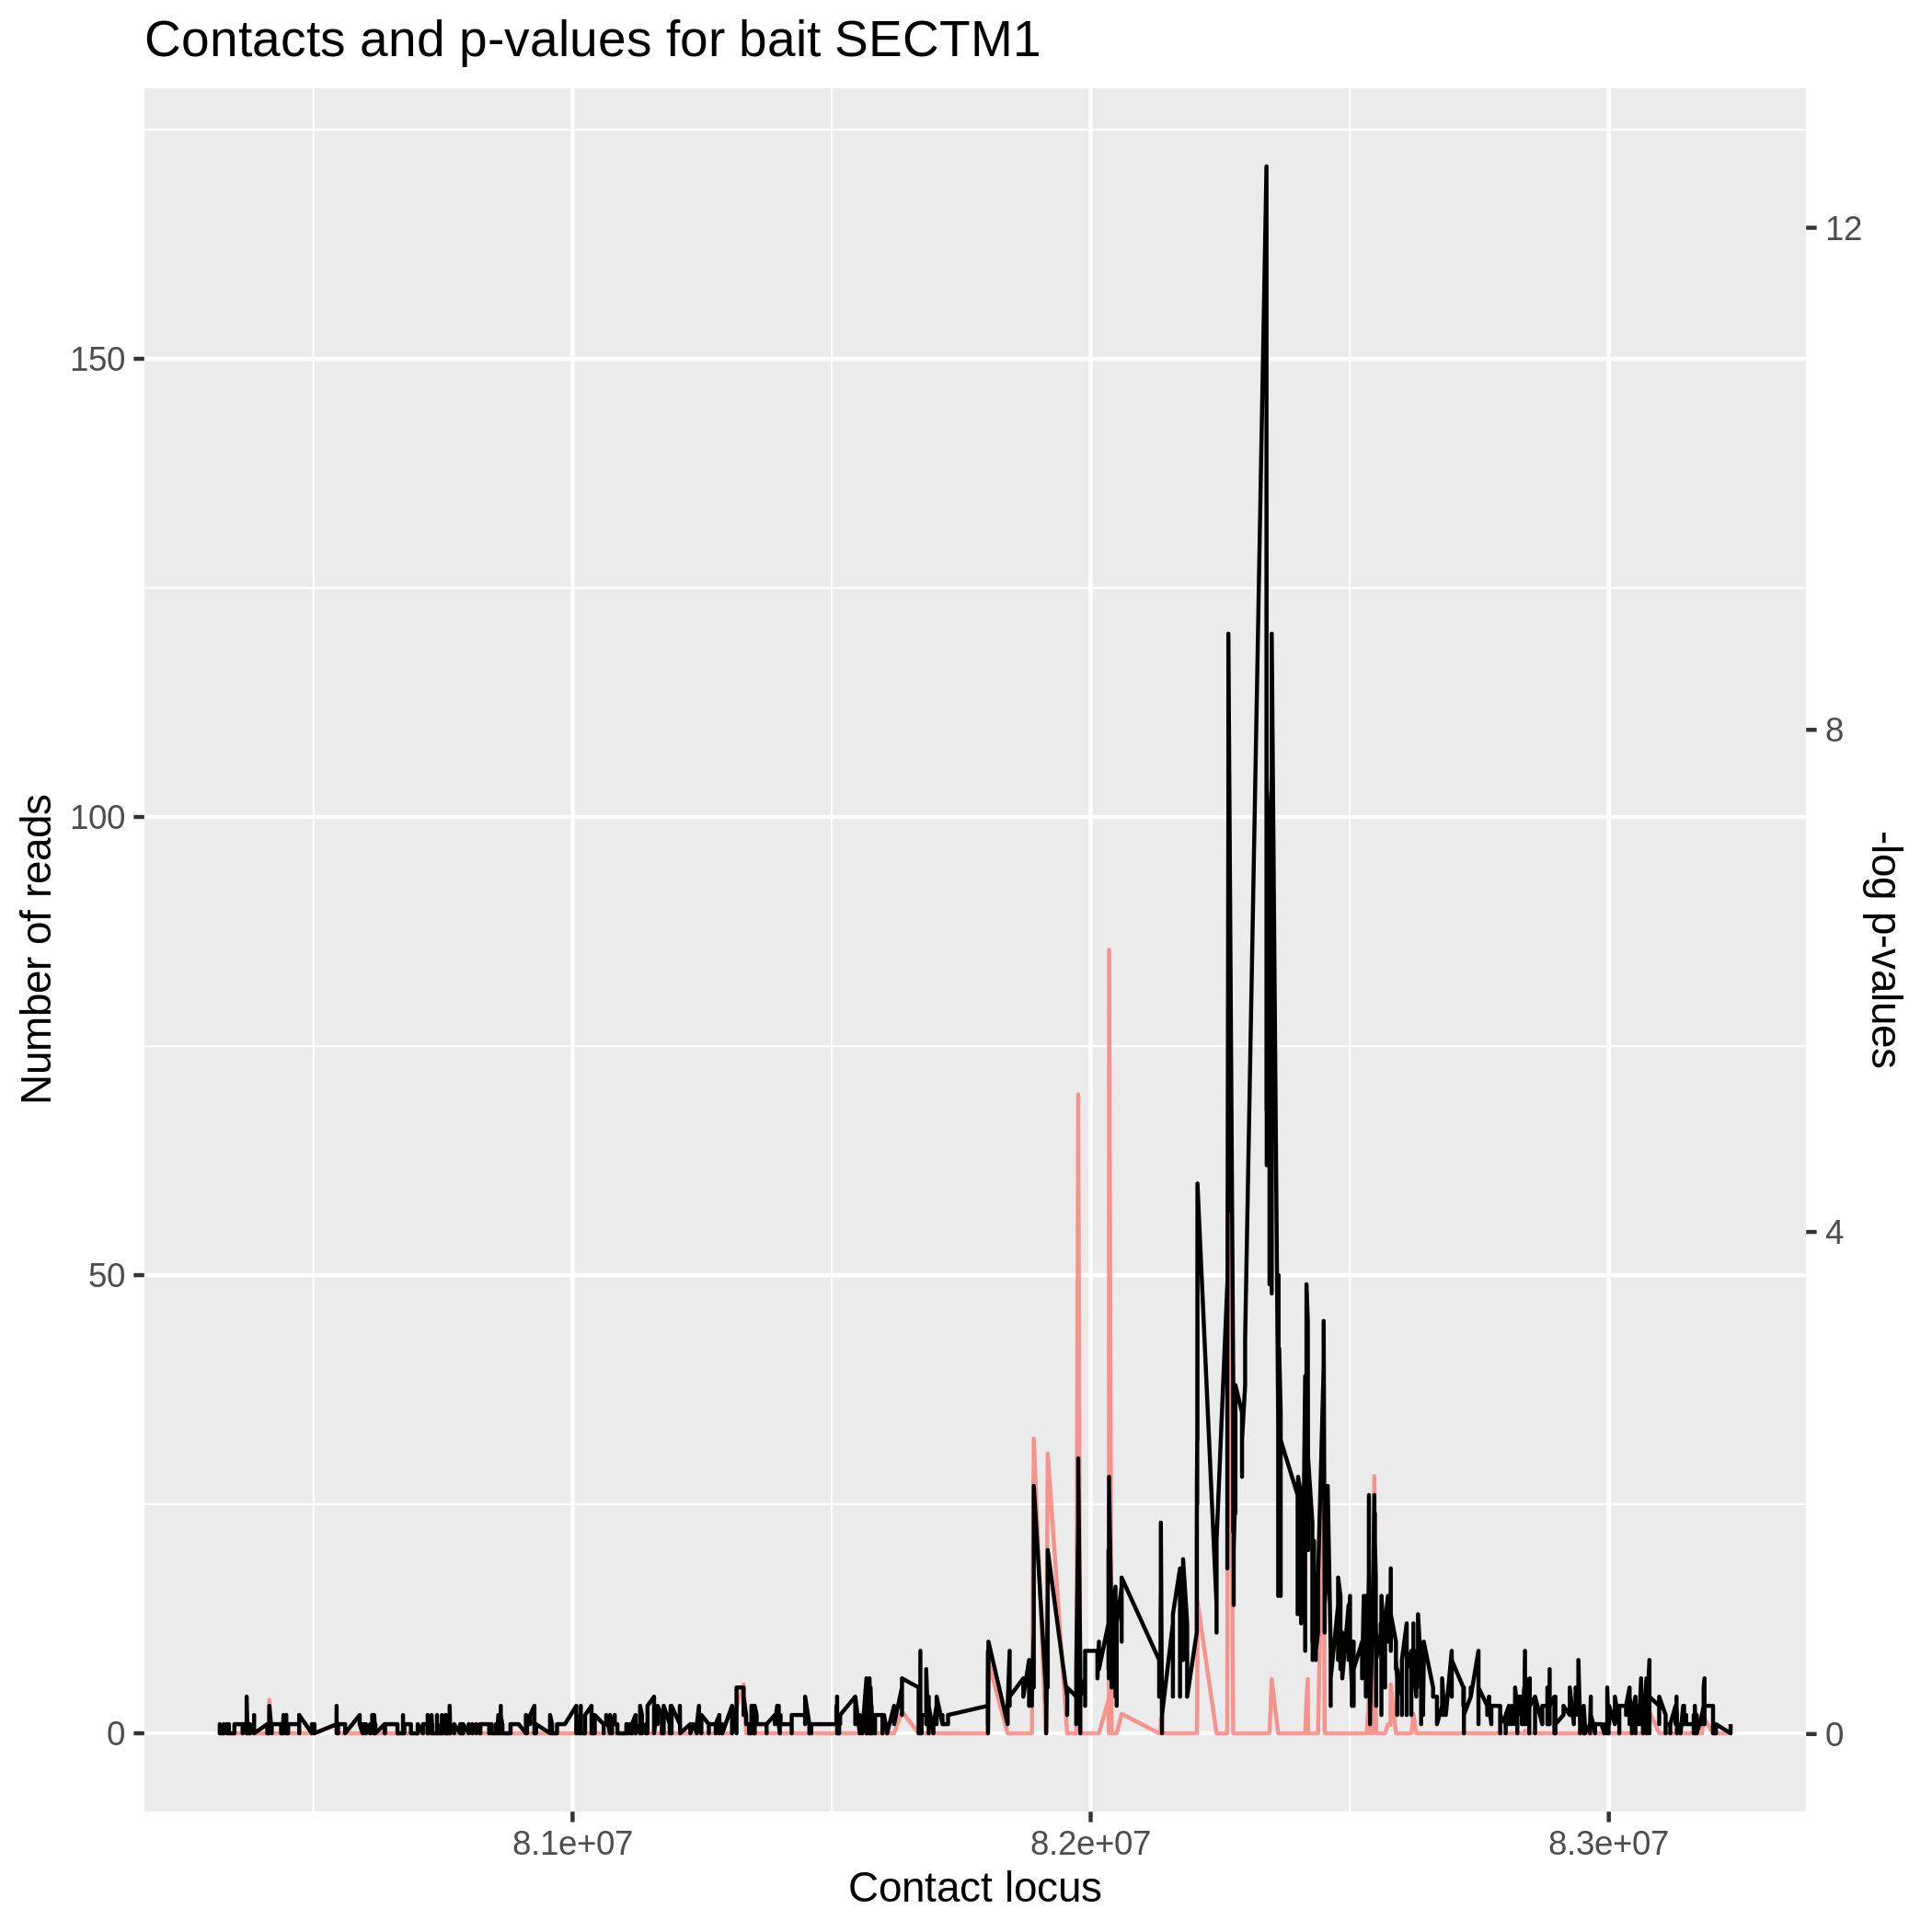 Contacts and p-values for bait SECTM1
150
100
50
0
12
8
4
0
Number of reads
-log p-values
8.1e+07
8.2e+07
8.3e+07
Contact locus